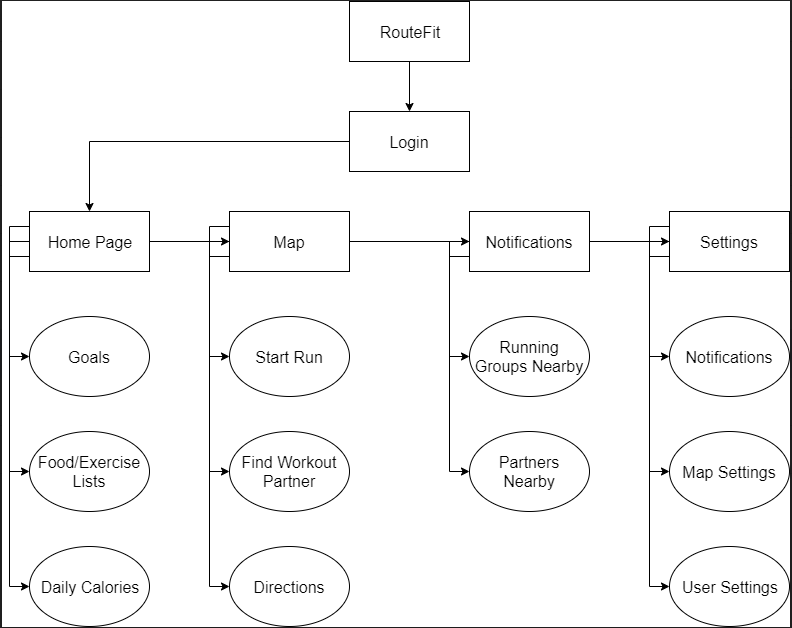 RouteFit
Login
Home Page
Map
Notifications
Settings
Goals
Start Run
Running
Groups Nearby
Notifications
Food/Exercise
Lists
Find Workout
Partner
Partners
Nearby
Map Settings
Daily Calories
Directions
User Settings